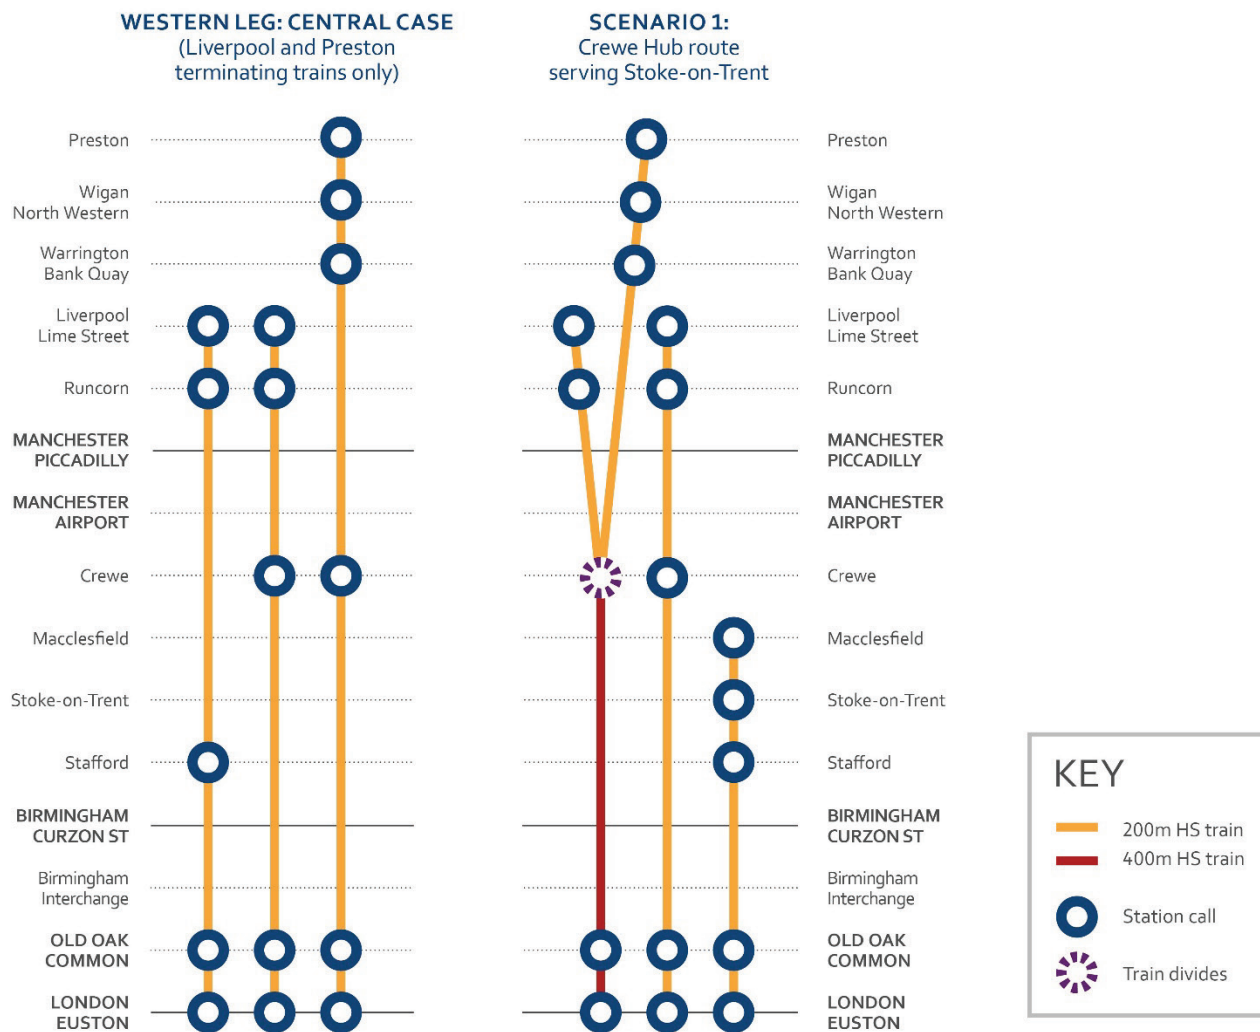 WESTERN LEG: CENTRAL CASE
(Liverpool and Preston
terminating trains only)
SCENARIO 1:
Crewe Hub route
serving Stoke-on-Trent
Preston
Wigan
North Western
Warrington
Bank Quay
Liverpool
Lime Street
Runcorn
MANCHESTER
PICCADILLY
MANCHESTER
AIRPORT
Crewe
Macclesfield
Stoke-on-Trent
Stafford
BIRMINGHAM
CURZON ST
Birmingham
Interchange
OLD OAK
COMMON
LONDON
EUSTON
Preston
Wigan
North Western
Warrington
Bank Quay
Liverpool
Lime Street
Runcorn
MANCHESTER
PICCADILLY
MANCHESTER
AIRPORT
Crewe
Macclesfield
Stoke-on-Trent
Stafford
BIRMINGHAM
CURZON ST
Birmingham
Interchange
OLD OAK
COMMON
LONDON
EUSTON
KEY
200m HS train
400m HS train
Station call
Train divides